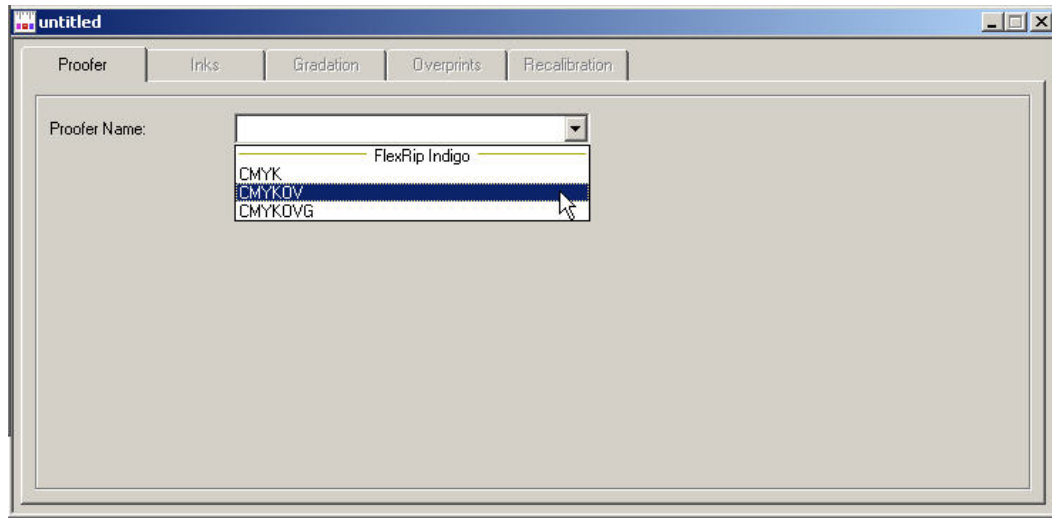 untitled
Proofer Inks Gradation Overprints Recalibration
Proofer Name:
FlexRip Indigo
CMYK
CMYKOV
CMYKOVG